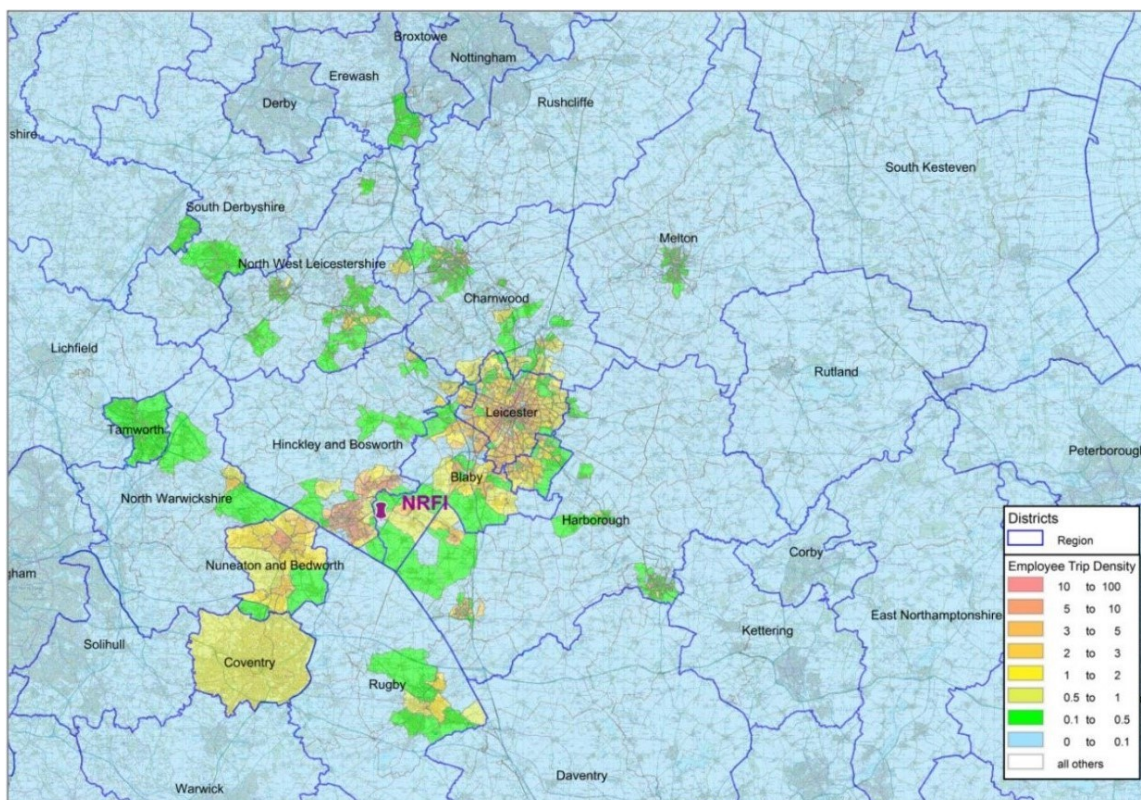 Broxtowe
Nottingham
Erewash
Derby
Rushcliffe
shire
South Kesteven
South Derbyshire
Melton
North West Leicestershire
Charnwood
Lichfield
Rutland
Leicester
Tamworth
Hinckley and Bosworth
Peterborough
Blaby
North Warwickshire
NRFI
Harborough
Districts
Region
Corby
Employee Trip Density
Nuneaton and Bedworth
gham
10 to 100
5 to 10
East Northamptonshire
3 to 5
Kettering
Solihull
2 to 3
Coventry
1 to 2
Rugby
0.5 to 1
0.1 to 0.5
0 to 0.1
all others
Daventry
Warwick